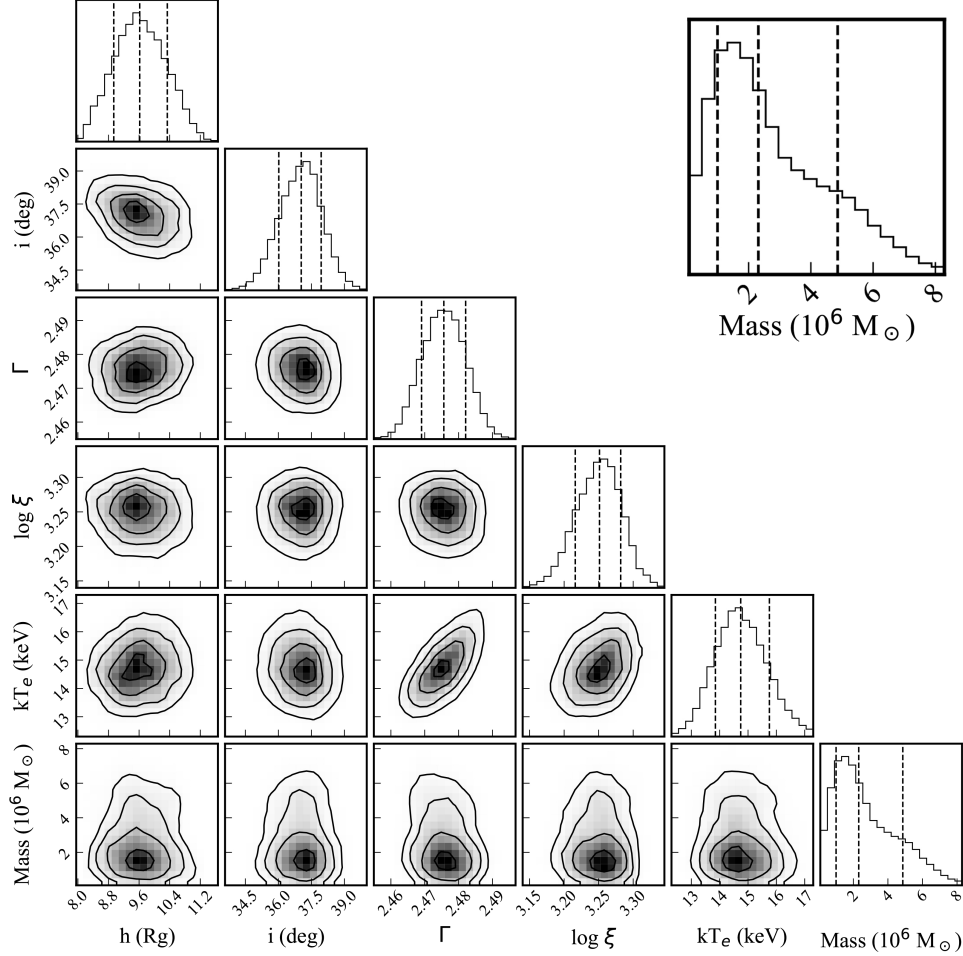 2 4 6 8
Mass (10⁶ M⊙)
39.0
37.5
36.0
34.5
i (deg)
2.49
2.48
2.47
2.46
Γ
3.30
3.25
3.20
3.15
log ξ
17
16
15
14
13
kTₑ (keV)
8
6
4
2
Mass (10⁶ M⊙)
8.0 8.8 9.6 10.4 11.2
34.5 36.0 37.5 39.0
2.46 2.47 2.48 2.49
3.15 3.20 3.25 3.30
13 14 15 16 17
2 4 6 8
h (Rg) i (deg) Γ log ξ kTₑ (keV) Mass (10⁶ M⊙)